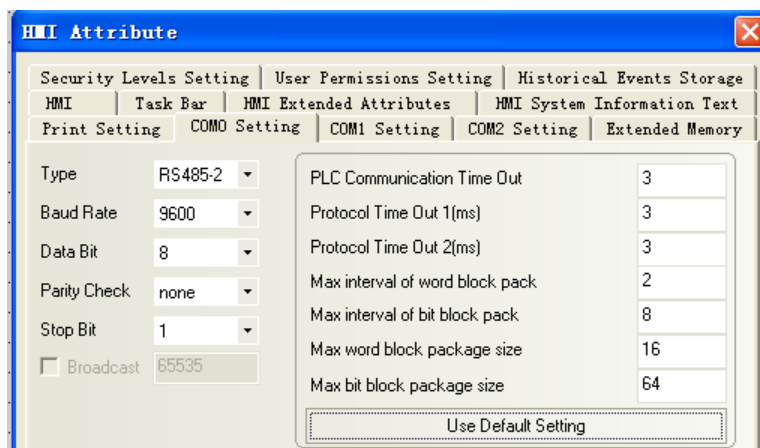 HMI Attribute
Security Levels Setting User Permissions Setting Historical Events Storage
HMI Task Bar HMI Extended Attributes HMI System Information Text
Print Setting COM0 Setting COM1 Setting COM2 Setting Extended Memory
Type RS485-2
Baud Rate 9600
Data Bit 8
Parity Check none
Stop Bit 1
Broadcast 65535
PLC Communication Time Out 3
Protocol Time Out 1(ms) 3
Protocol Time Out 2(ms) 3
Max interval of word block pack 2
Max interval of bit block pack 8
Max word block package size 16
Max bit block package size 64
Use Default Setting